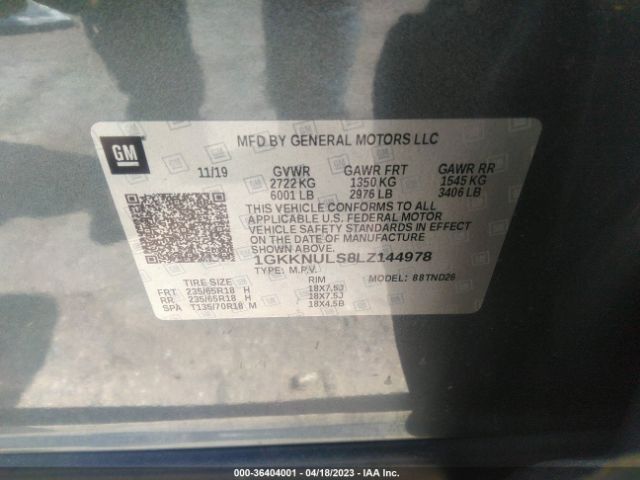 GM
MFD BY GENERAL MOTORS LLC
11/19 GVWR GAWR FRT GAWR RR
2722 KG 1350 KG 1545 KG
6001 LB 2976 LB 3406 LB
THIS VEHICLE CONFORMS TO ALL
APPLICABLE U.S. FEDERAL MOTOR
VEHICLE SAFETY STANDARDS IN
EFFECT ON THE DATE OF MANUFACTURE
SHOWN ABOVE.
1GKKNULS8LZ144978
TYPE: M.P.V. MODEL: 88TND26
TIRE SIZE RIM
FRT 235/65R18 H 18X7.5J
RR 235/65R18 H 18X7.5J
SPA T135/70R18 M 18X4.5B
000-36404001 - 04/18/2023 - IAA Inc.